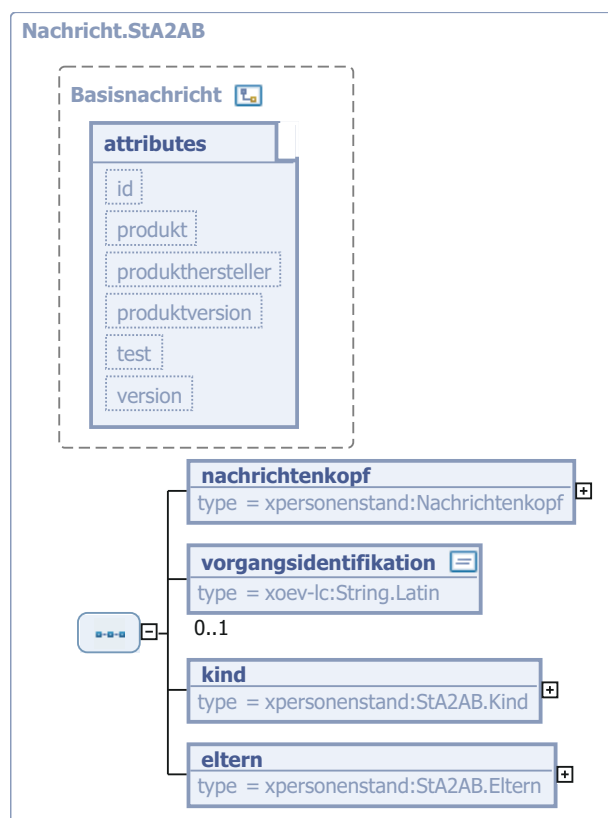 Nachricht.StA2AB
Basisnachricht
attributes
id
produkt
produkthersteller
produktversion
test
version
nachrichtenkopf
type = xpersonenstand:Nachrichtenkopf
vorgangsidentifikation
type = xoev-lc:String.Latin
0..1
kind
type = xpersonenstand:StA2AB.Kind
eltern
type = xpersonenstand:StA2AB.Eltern